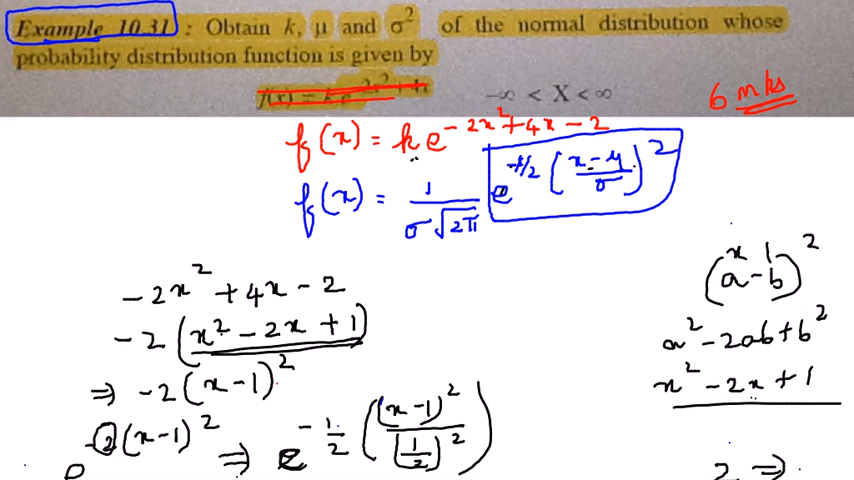 Example 10.31 : Obtain k, μ and σ² of the normal distribution whose
probability distribution function is given by
-∞ < X < ∞
6 mks
f(x) = k e^{-2x²+4x-2}
f(x) = 1/(σ√2π) e^{-1/2 ((x-μ)/σ)²}
-2x² + 4x - 2
-2(x² - 2x + 1)
⇒ -2(x-1)²
e^{-2(x-1)²} ⇒ e^{-1/2 ((x-1)²/(1/2)²)}
x 1
(a-b)²
a² - 2ab + b²
x² - 2x + 1
2 ⇒